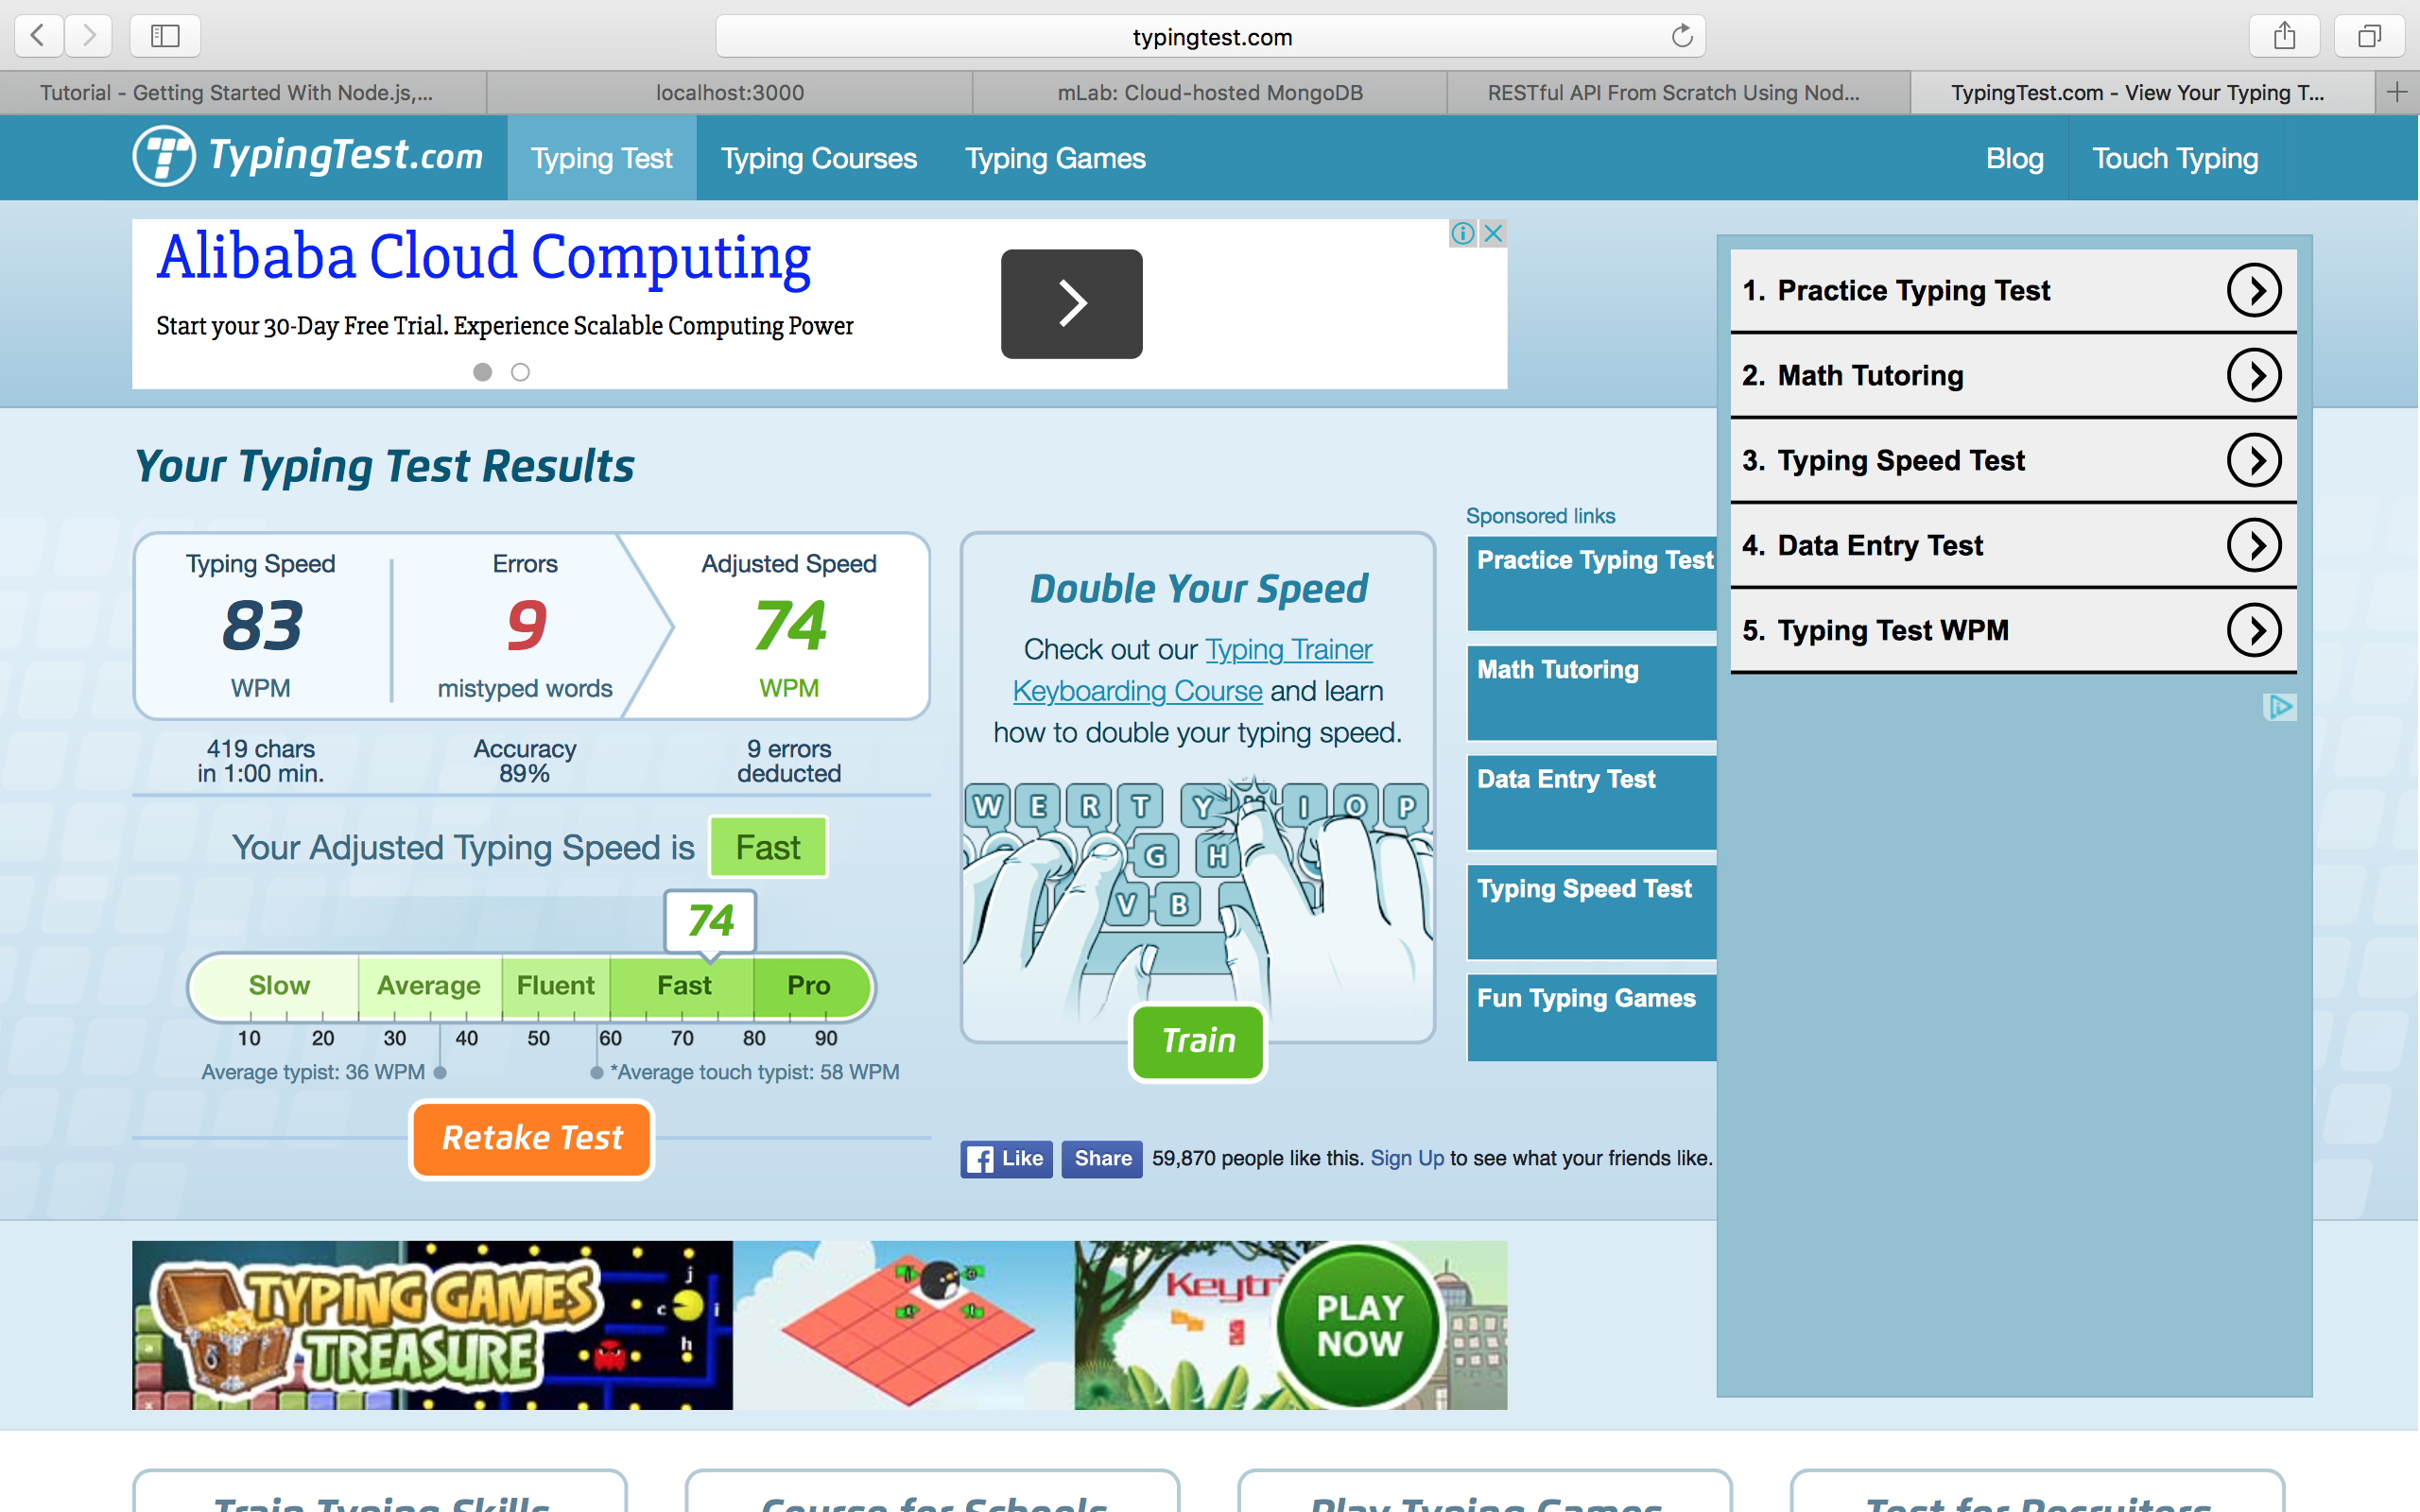 typingtest.com
Tutorial - Getting Started With Node.js,...
localhost:3000
mLab: Cloud-hosted MongoDB
RESTful API From Scratch Using Nod...
TypingTest.com - View Your Typing T...
TypingTest.com
Typing Test
Typing Courses
Typing Games
Blog
Touch Typing
Alibaba Cloud Computing
Start your 30-Day Free Trial. Experience Scalable Computing Power
1. Practice Typing Test
2. Math Tutoring
3. Typing Speed Test
4. Data Entry Test
5. Typing Test WPM
Your Typing Test Results
Typing Speed
83
WPM
419 chars
in 1:00 min.
Errors
9
mistyped words
Accuracy
89%
Adjusted Speed
74
WPM
9 errors
deducted
Your Adjusted Typing Speed is Fast
74
Slow Average Fluent Fast Pro
10 20 30 40 50 60 70 80 90
Average typist: 36 WPM
*Average touch typist: 58 WPM
Retake Test
Double Your Speed
Check out our Typing Trainer
Keyboarding Course and learn
how to double your typing speed.
W E R T Y I O P
G H
V B
Train
Sponsored links
Practice Typing Test
Math Tutoring
Data Entry Test
Typing Speed Test
Fun Typing Games
Like Share 59,870 people like this. Sign Up to see what your friends like.
TYPING GAMES
TREASURE
j
c i
h
Keytri
PLAY
NOW
Train Typing Skills
Course for Schools
Play Typing Games
Test for Recruiters